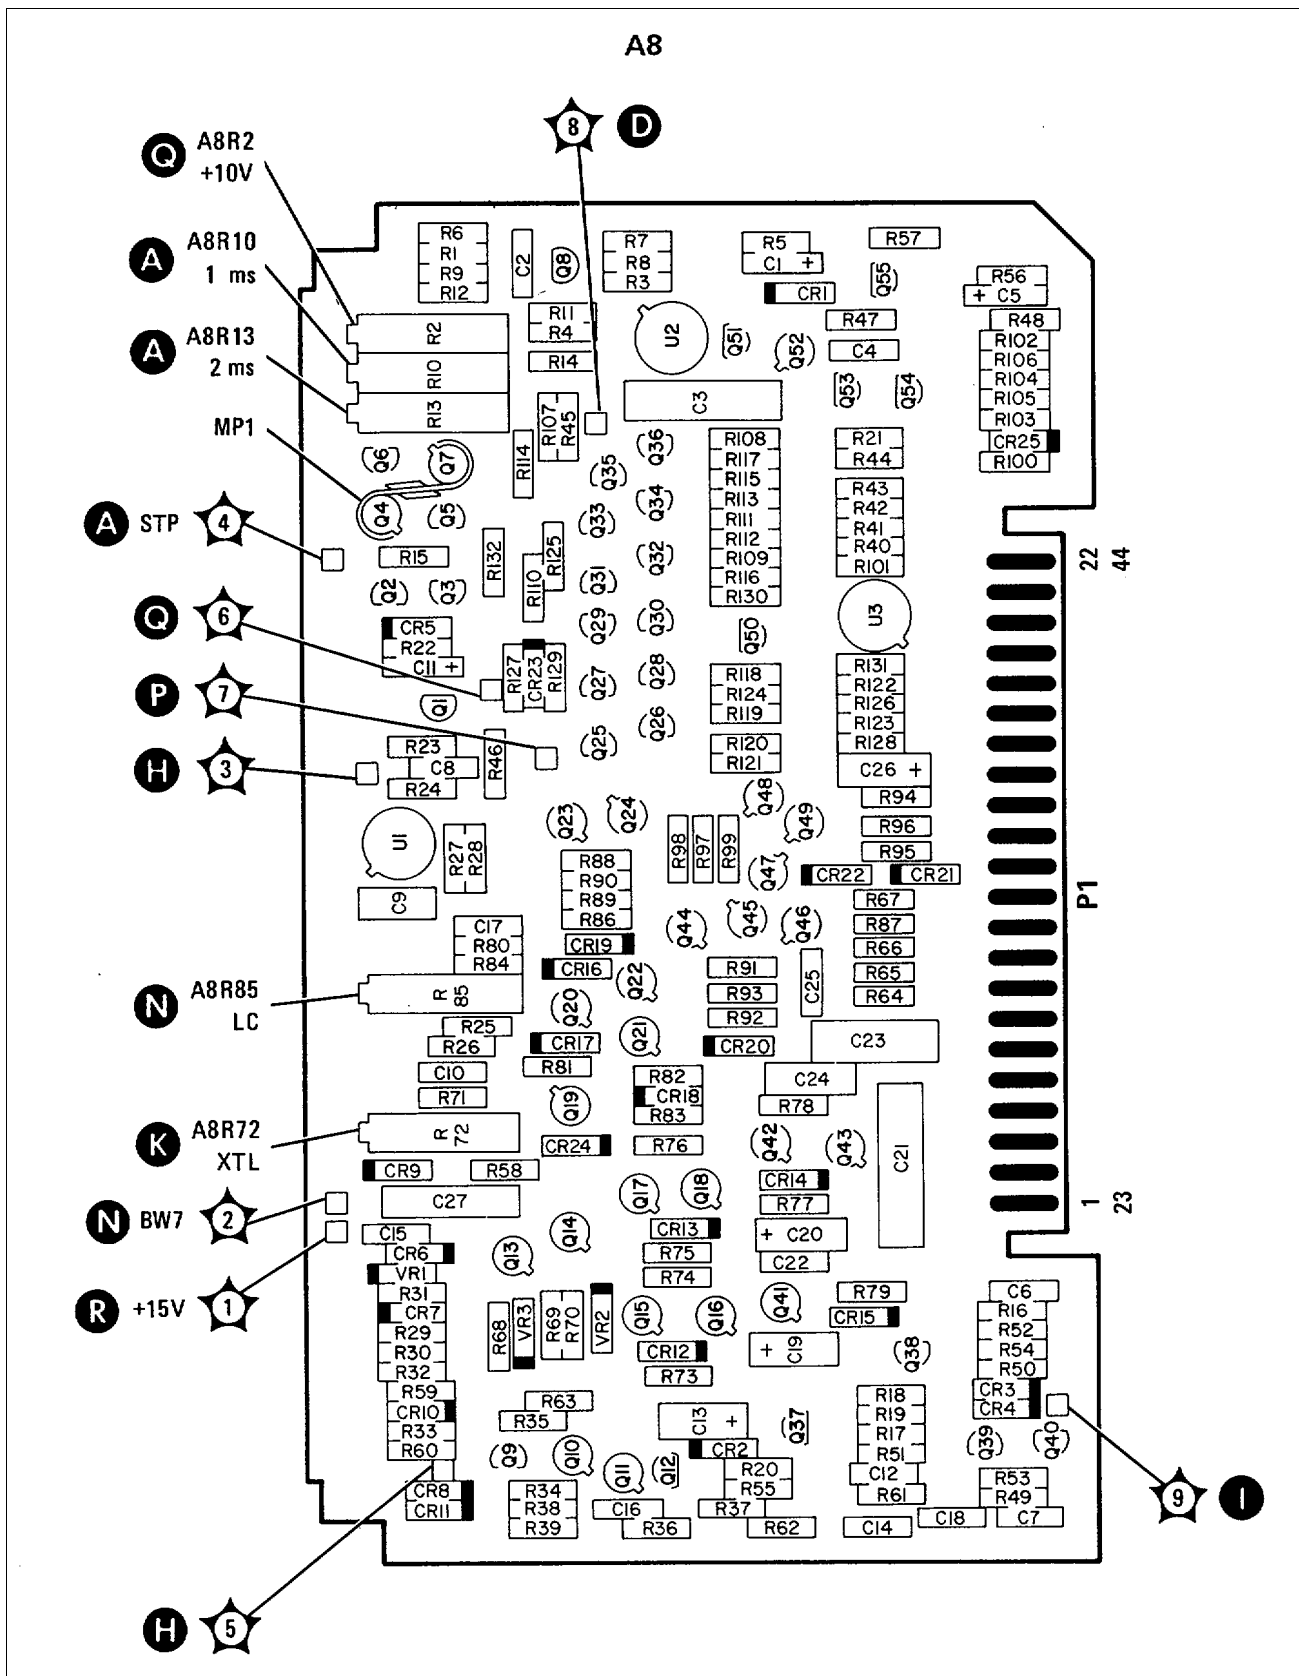 A8
8 D
Q A8R2
+10V
A A8R10
1 ms
A A8R13
2 ms
MP1
A STP 4
Q 6
P 7
H 3
N A8R85
LC
K A8R72
XTL
N BW7 2
R +15V 1
H 5
9 I
R6
R1
R9
R12
C2
Q8
R7
R8
R3
R5
C1 +
CR1
R57
Q55
R56
+ C5
R2
R10
R13
R11
R4
R14
U2
Q51
Q52
R47
C4
R48
R102
R106
R104
R105
R103
CR25
R100
C3
Q53
Q54
R107
R45
R114
Q6
Q7
Q4
Q5
Q36
Q35
Q34
Q33
Q32
Q31
Q30
Q29
Q28
Q27
Q26
Q25
R108
R117
R115
R113
R111
R112
R109
R116
R130
R21
R44
R43
R42
R41
R40
R101
R15
R132
R125
R110
Q2
Q3
U3
Q50
22
44
CR5
R22
C11 +
R127
CR23
R129
R118
R124
R119
R131
R122
R126
R123
R128
Q1
R23
C8
R24
R46
R120
R121
C26 +
R94
Q48
Q49
R96
R95
U1
R27
R28
Q23
Q24
R98
R97
R99
Q47
CR22
CR21
R88
R90
R89
R86
C9
Q44
Q45
Q46
R67
R87
R66
R65
R64
P1
C17
R80
R84
CR19
CR16
Q22
R91
R93
R92
C25
R
85
Q20
Q21
R25
R26
CR17
R81
CR20
C23
C10
R71
R82
CR18
R83
C24
R78
Q19
R
72
CR24
R76
Q42
Q43
C21
CR9
R58
C27
Q17
Q18
CR14
R77
1
23
C15
CR6
VR1
R31
CR7
R29
R30
R32
Q13
Q14
CR13
R75
R74
+ C20
C22
R68
VR3
R69
R70
VR2
Q15
Q16
Q41
R79
CR15
C6
R16
R52
R54
R50
CR3
CR4
CR12
R73
+ C19
Q38
R59
CR10
R33
R60
R63
R35
C13 +
CR2
Q37
R18
R19
R17
R51
C12
R61
Q39
Q40
Q9
Q10
Q11
Q12
R20
R55
CR8
CR11
R34
R38
R39
C16
R36
R37
R62
C14
C18
R53
R49
C7